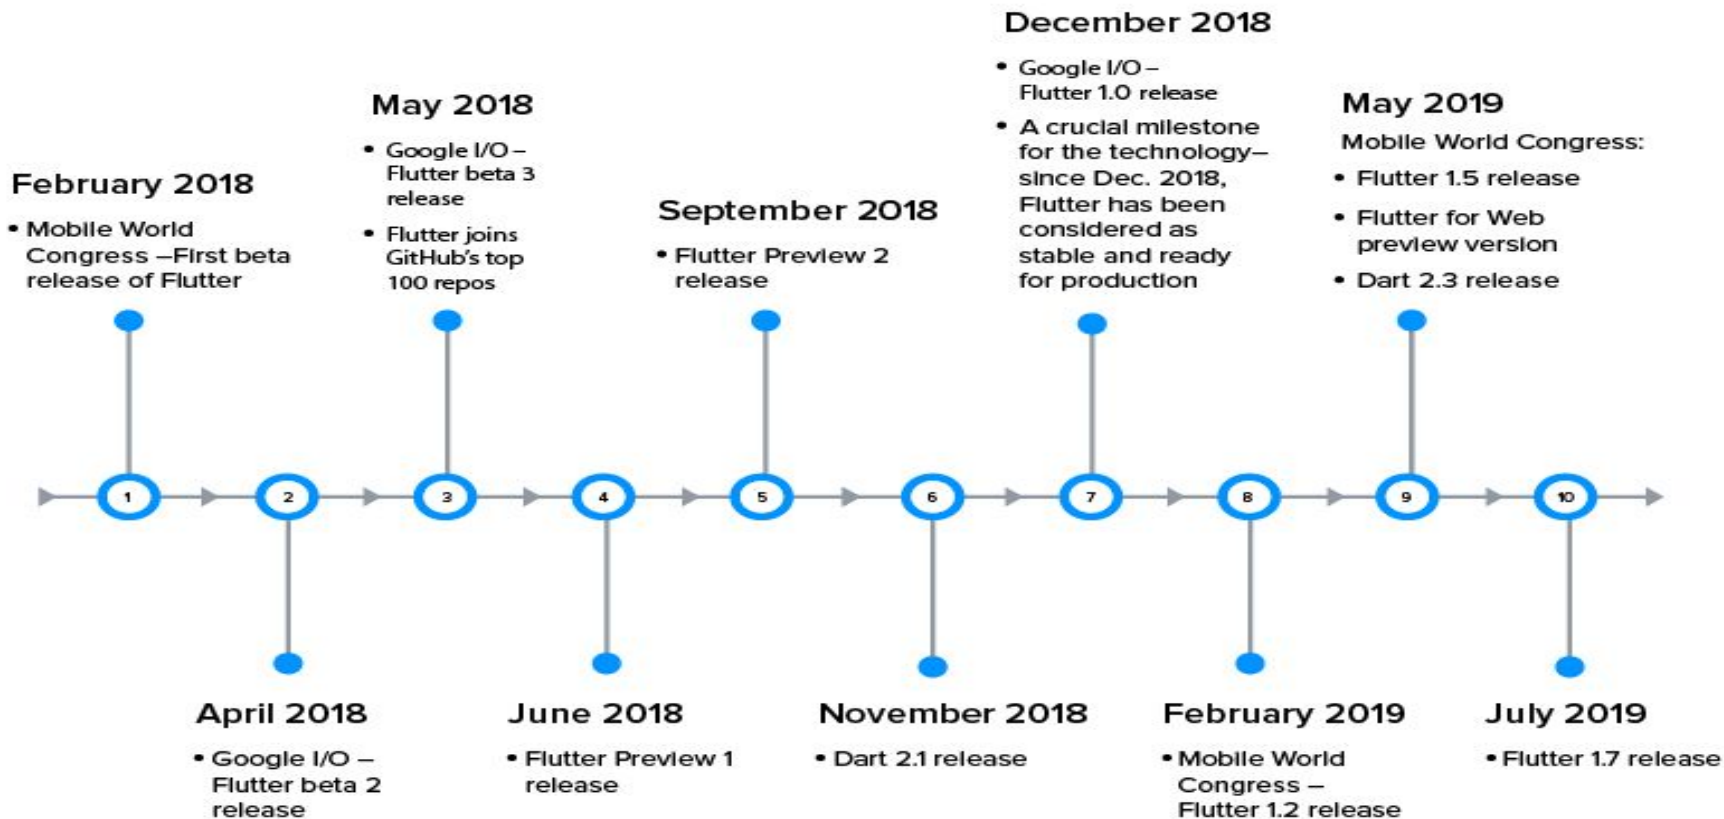 February 2018
• Mobile World
Congress –First beta
release of Flutter
May 2018
• Google I/O –
Flutter beta 3
release
• Flutter joins
GitHub's top
100 repos
September 2018
• Flutter Preview 2
release
December 2018
• Google I/O –
Flutter 1.0 release
• A crucial milestone
for the technology–
since Dec. 2018,
Flutter has been
considered as
stable and ready
for production
May 2019
Mobile World Congress:
• Flutter 1.5 release
• Flutter for Web
preview version
• Dart 2.3 release
1
2
3
4
5
6
7
8
9
10
April 2018
• Google I/O –
Flutter beta 2
release
June 2018
• Flutter Preview 1
release
November 2018
• Dart 2.1 release
February 2019
• Mobile World
Congress –
Flutter 1.2 release
July 2019
• Flutter 1.7 release